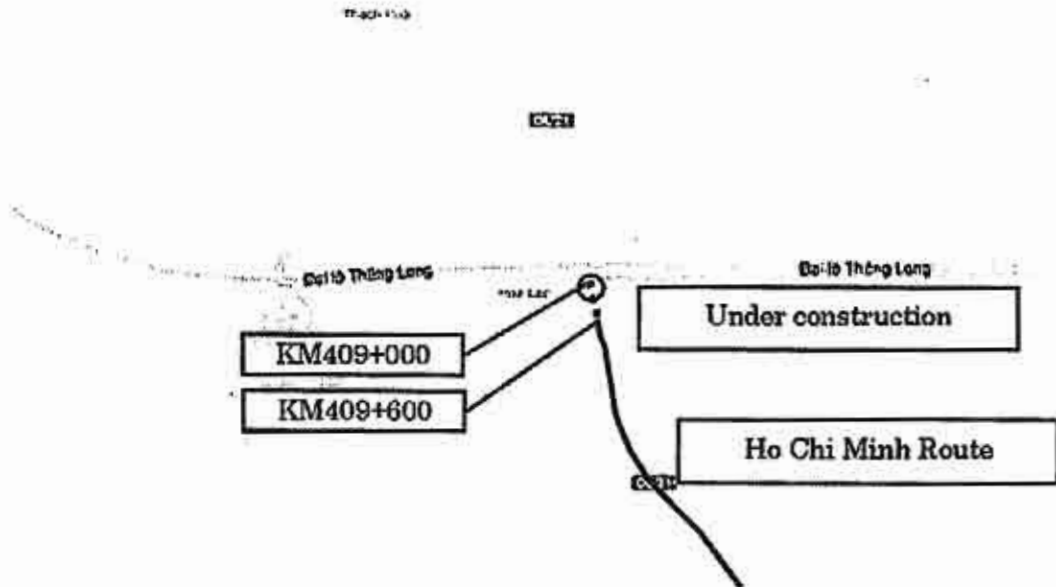 Đại lộ Thăng Long
Đại lộ Thăng Long
Under construction
KM409+000
KM409+600
Ho Chi Minh Route